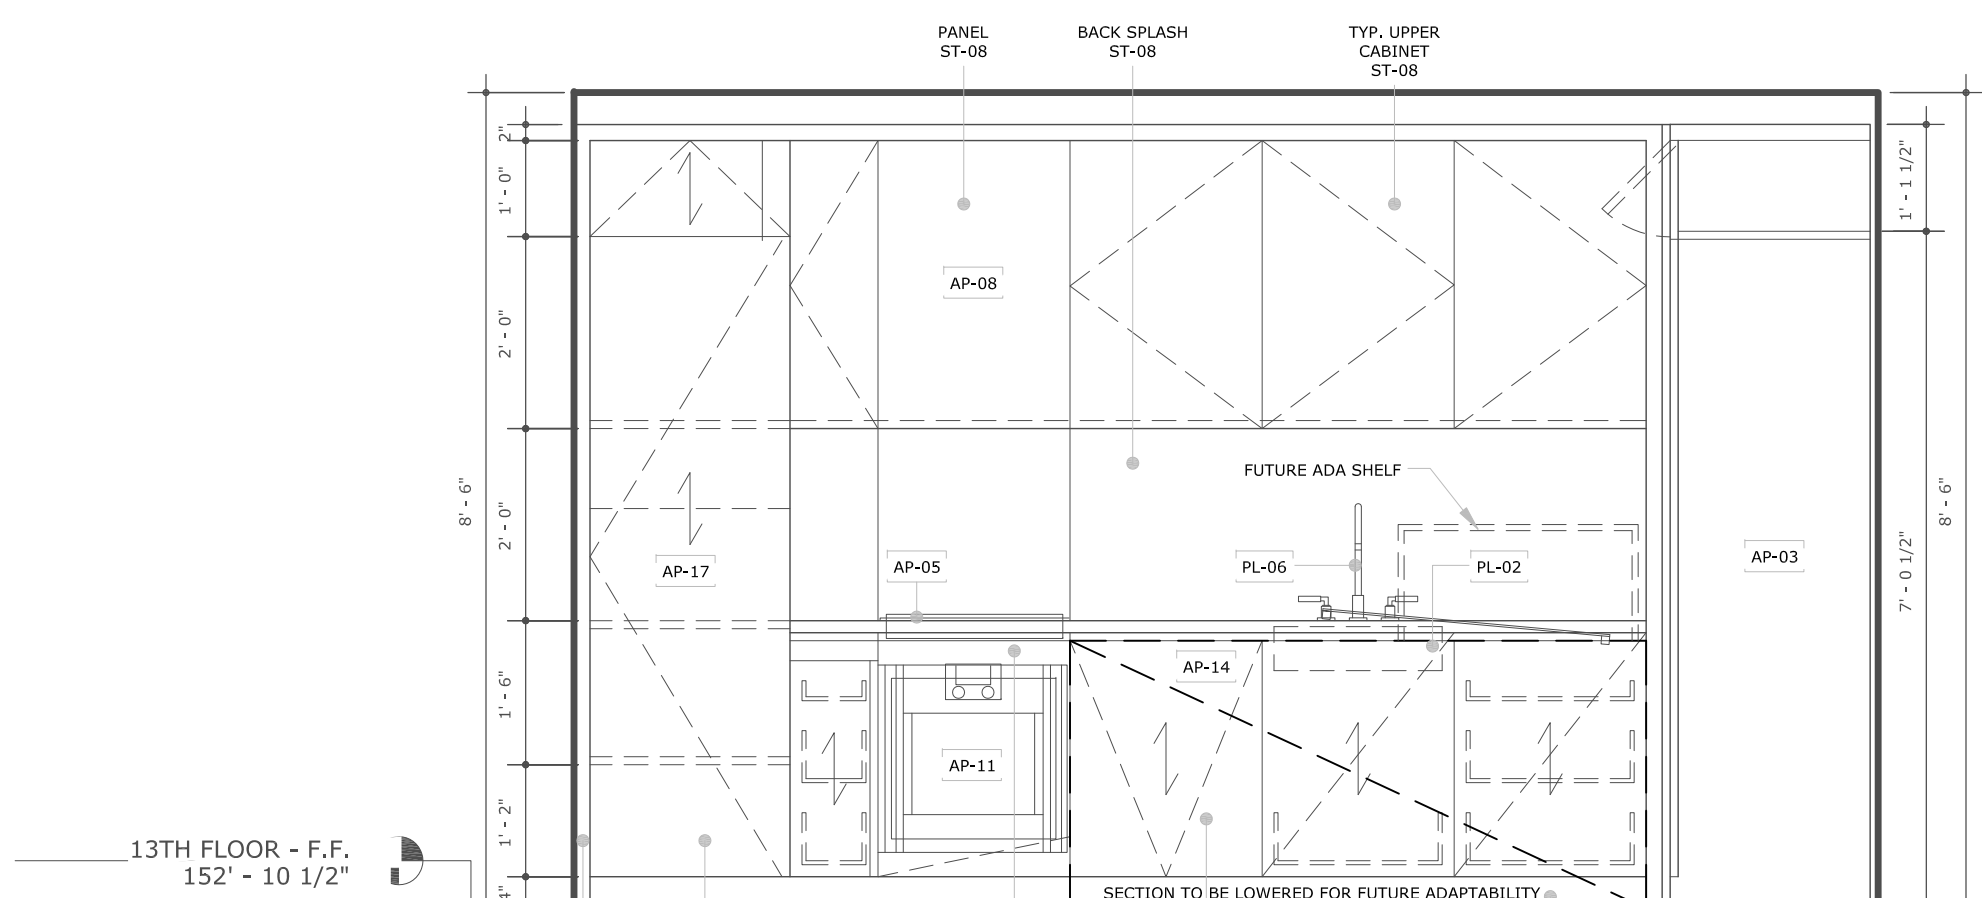 PANEL
ST-08
BACK SPLASH
ST-08
TYP. UPPER
CABINET
ST-08
2"
1' - 0"
2' - 0"
2' - 0"
1' - 6"
1' - 2"
4"
8' - 6"
1' - 1 1/2"
7' - 0 1/2"
8' - 6"
AP-08
FUTURE ADA SHELF
AP-17
AP-05
PL-06
PL-02
AP-03
AP-14
AP-11
13TH FLOOR - F.F.
152' - 10 1/2"
SECTION TO BE LOWERED FOR FUTURE ADAPTABILITY